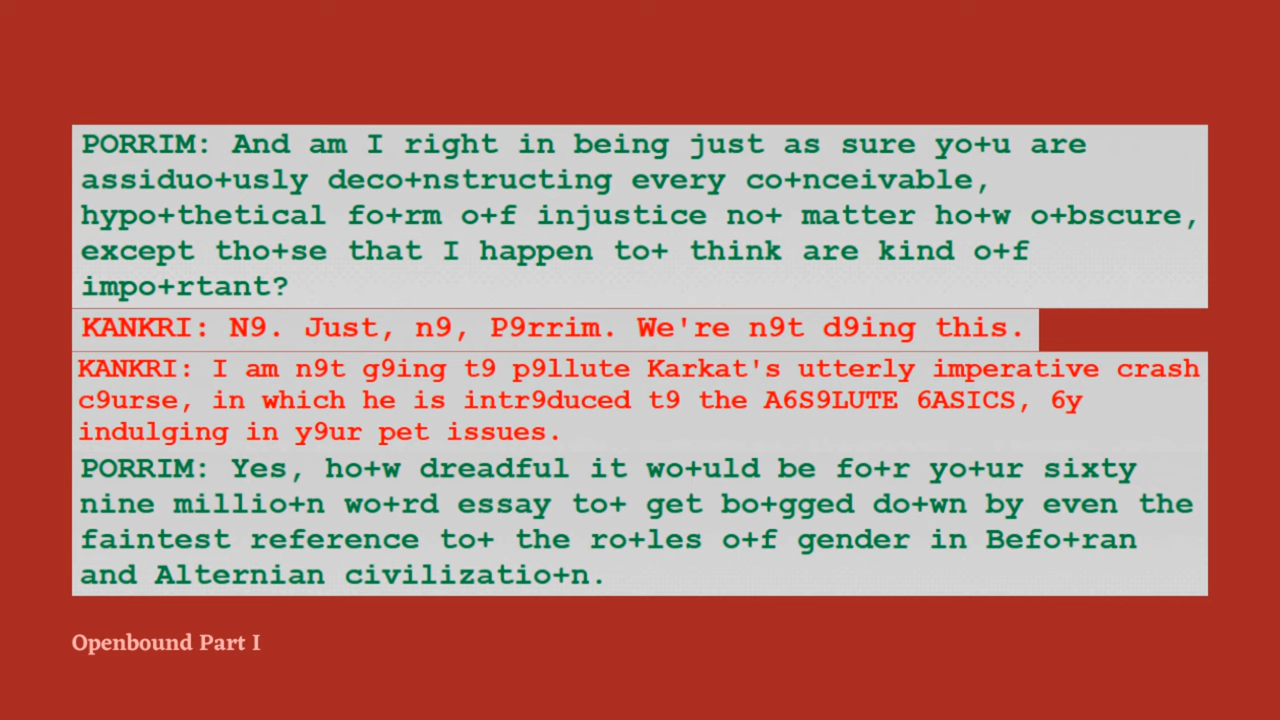 PORRIM: And am I right in being just as sure yo+u are
assiduo+usly deco+nstructing every co+nceivable,
hypo+thetical fo+rm o+f injustice no+ matter ho+w o+bscure,
except tho+se that I happen to+ think are kind o+f
impo+rtant?
KANKRI: N9. Just, n9, P9rrim. We're n9t d9ing this.
KANKRI: I am n9t g9ing t9 p9llute Karkat's utterly imperative crash
c9urse, in which he is intr9duced t9 the A6S9LUTE 6ASICS, 6y
indulging in y9ur pet issues.
PORRIM: Yes, ho+w dreadful it wo+uld be fo+r yo+ur sixty
nine millio+n wo+rd essay to+ get bo+gged do+wn by even the
faintest reference to+ the ro+les o+f gender in Befo+ran
and Alternian civilizatio+n.
Openbound Part I